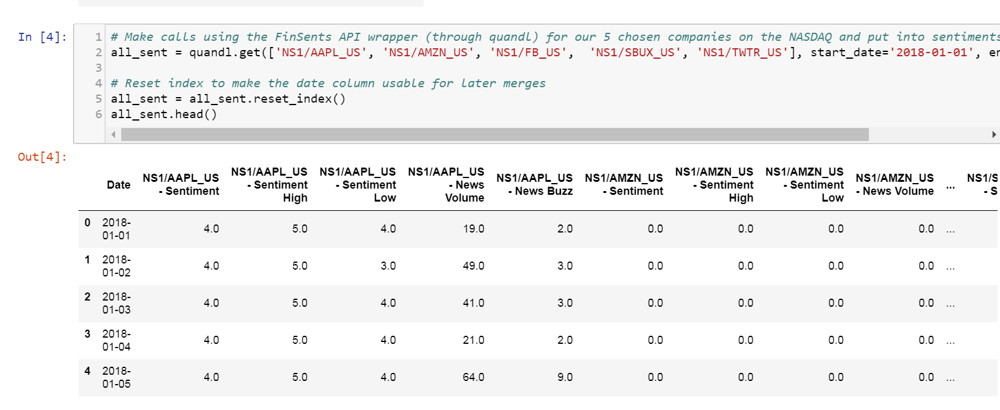 In [4]:
1 # Make calls using the FinSents API wrapper (through quandl) for our 5 chosen companies on the NASDAQ and put into sentiments
2 all_sent = quandl.get(['NS1/AAPL_US', 'NS1/AMZN_US', 'NS1/FB_US',  'NS1/SBUX_US', 'NS1/TWTR_US'], start_date='2018-01-01', en
3
4 # Reset index to make the date column usable for later merges
5 all_sent = all_sent.reset_index()
6 all_sent.head()
Out[4]:
Date NS1/AAPL_US - Sentiment NS1/AAPL_US - Sentiment High NS1/AAPL_US - Sentiment Low NS1/AAPL_US - News Volume NS1/AAPL_US - News Buzz NS1/AMZN_US - Sentiment NS1/AMZN_US - Sentiment High NS1/AMZN_US - Sentiment Low NS1/AMZN_US - News Volume ... NS1/S - S
0 2018-01-01 4.0 5.0 4.0 19.0 2.0 0.0 0.0 0.0 0.0 ...
1 2018-01-02 4.0 5.0 3.0 49.0 3.0 0.0 0.0 0.0 0.0 ...
2 2018-01-03 4.0 5.0 4.0 41.0 3.0 0.0 0.0 0.0 0.0 ...
3 2018-01-04 4.0 5.0 4.0 21.0 2.0 0.0 0.0 0.0 0.0 ...
4 2018-01-05 4.0 5.0 4.0 64.0 9.0 0.0 0.0 0.0 0.0 ...